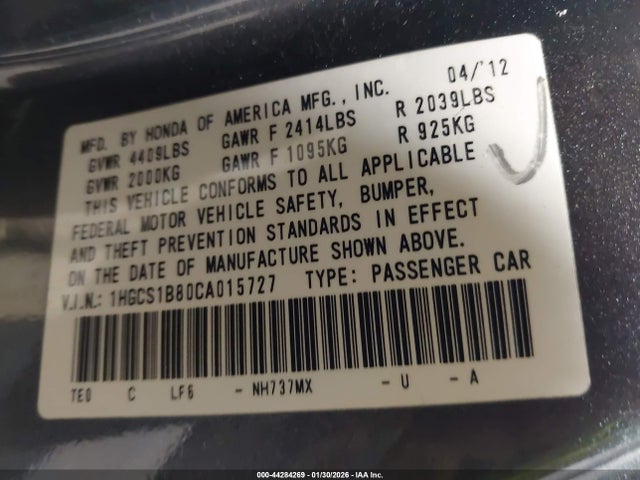 MFD. BY HONDA OF AMERICA MFG., INC. 04/'12
GVWR 4409LBS GAWR F 2414LBS R 2039LBS
GVWR 2000KG GAWR F 1095KG R 925KG
THIS VEHICLE CONFORMS TO ALL APPLICABLE
FEDERAL MOTOR VEHICLE SAFETY, BUMPER,
AND THEFT PREVENTION STANDARDS IN EFFECT
ON THE DATE OF MANUFACTURE SHOWN ABOVE.
V.I.N.: 1HGCS1B80CA015727 TYPE: PASSENGER CAR
TE0 C LF6 - NH737MX - U - A
000-44284269 - 01/30/2026 - IAA Inc.